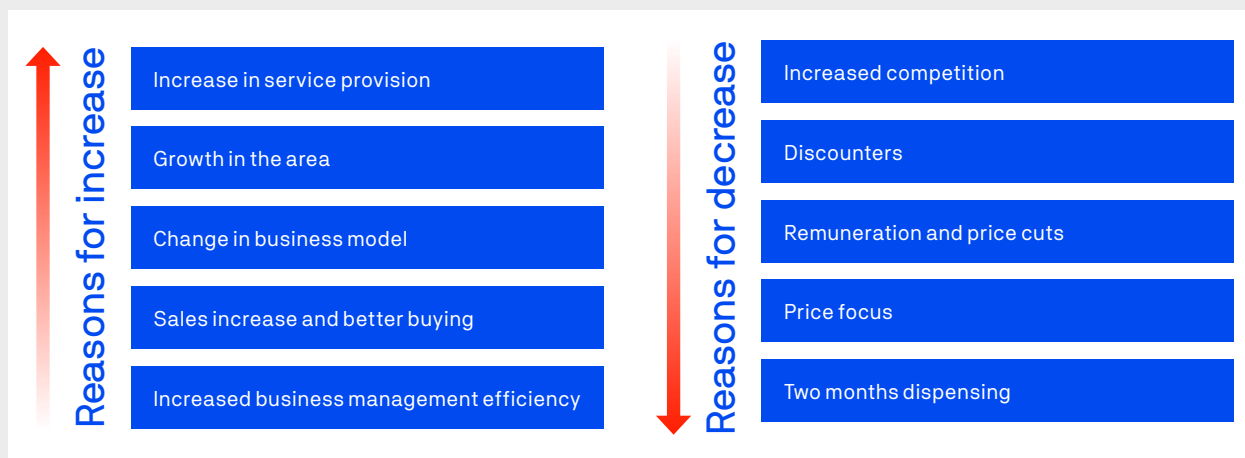 Reasons for increase
Increase in service provision
Growth in the area
Change in business model
Sales increase and better buying
Increased business management efficiency
Reasons for decrease
Increased competition
Discounters
Remuneration and price cuts
Price focus
Two months dispensing